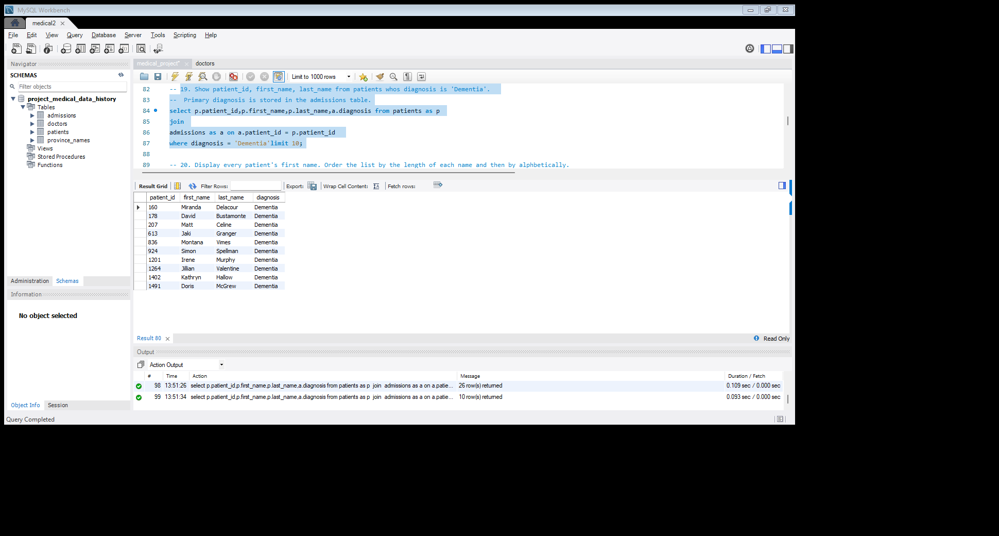 MySQL Workbench
medical2
File Edit View Query Database Server Tools Scripting Help
Navigator
SCHEMAS
Filter objects
project_medical_data_history
Tables
admissions
doctors
patients
province_names
Views
Stored Procedures
Functions
Administration Schemas
Information
No object selected
Object Info Session
medical_project* doctors
Limit to 1000 rows
82 -- 19. Show patient_id, first_name, last_name from patients whos diagnosis is 'Dementia'.
83 --  Primary diagnosis is stored in the admissions table.
84 select p.patient_id,p.first_name,p.last_name,a.diagnosis from patients as p
85 join
86 admissions as a on a.patient_id = p.patient_id
87 where diagnosis = 'Dementia'limit 10;
88
89 -- 20. Display every patient's first name. Order the list by the length of each name and then by alphbetically.
Result Grid Filter Rows: Export: Wrap Cell Content: Fetch rows:
patient_id first_name last_name diagnosis
160 Miranda Delacour Dementia
178 David Bustamonte Dementia
207 Matt Celine Dementia
613 Jaki Granger Dementia
836 Montana Vimes Dementia
924 Simon Spellman Dementia
1201 Irene Murphy Dementia
1264 Jillian Valentine Dementia
1402 Kathryn Hallow Dementia
1491 Doris McGrew Dementia
Result 80
Read Only
Output
Action Output
# Time Action Message Duration / Fetch
98 13:51:26 select p.patient_id,p.first_name,p.last_name,a.diagnosis from patients as p  join  admissions as a on a.patie... 26 row(s) returned 0.109 sec / 0.000 sec
99 13:51:34 select p.patient_id,p.first_name,p.last_name,a.diagnosis from patients as p  join  admissions as a on a.patie... 10 row(s) returned 0.093 sec / 0.000 sec
Query Completed